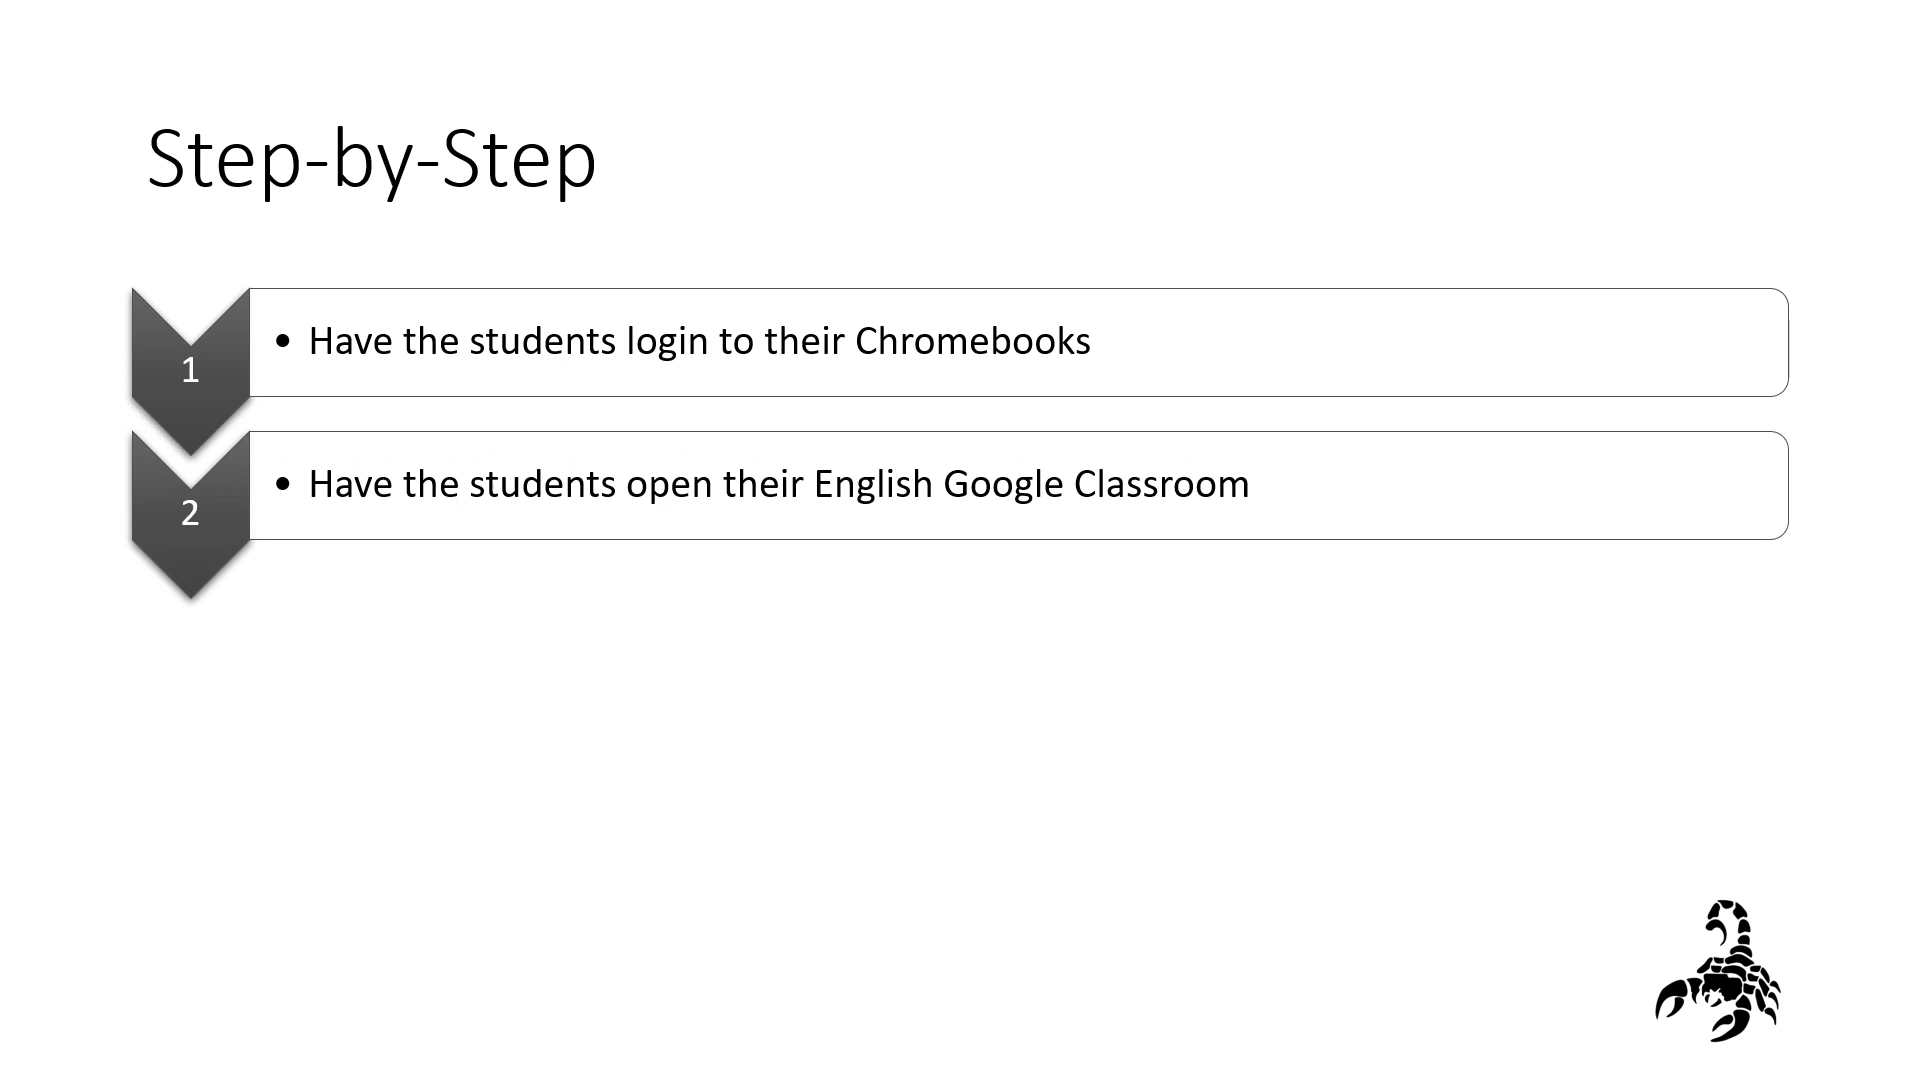 Step-by-Step
1
• Have the students login to their Chromebooks
2
• Have the students open their English Google Classroom